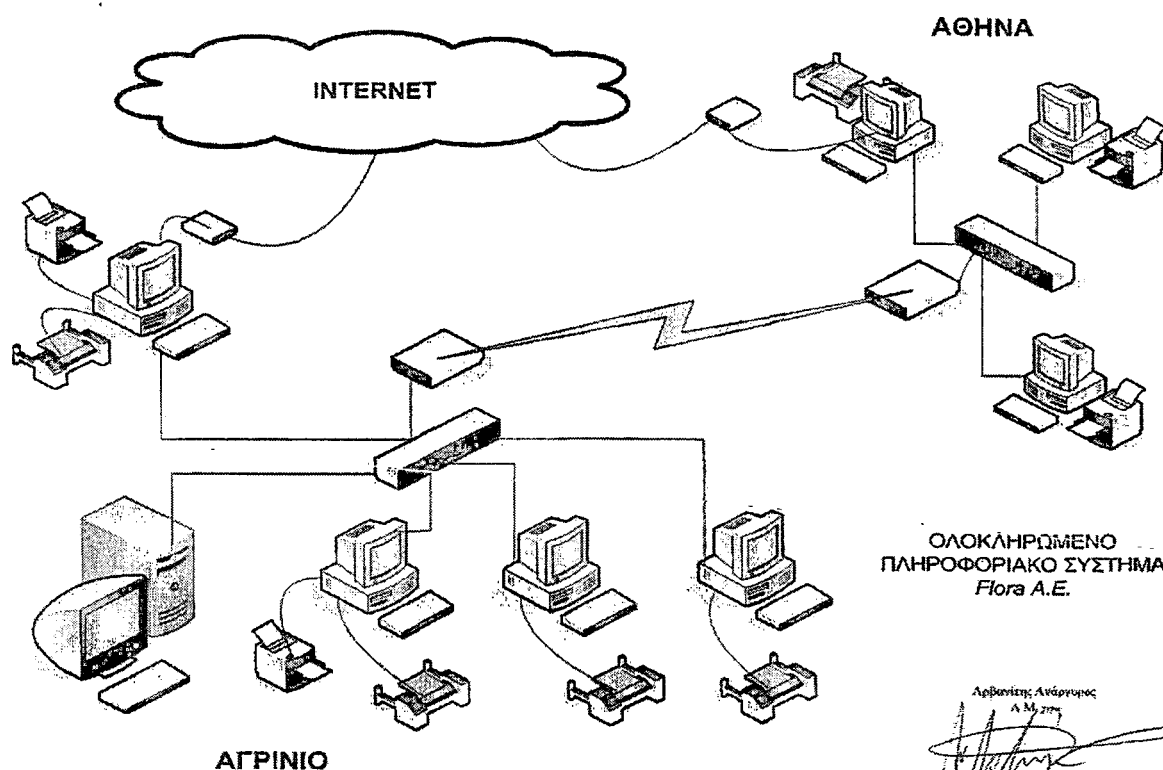 ΑΘΗΝΑ
INTERNET
ΟΛΟΚΛΗΡΩΜΕΝΟ
ΠΛΗΡΟΦΟΡΙΑΚΟ ΣΥΣΤΗΜΑ
Flora A.E.
Αρβανίτης Ανάργυρος
Α.Μ.
ΑΓΡΙΝΙΟ